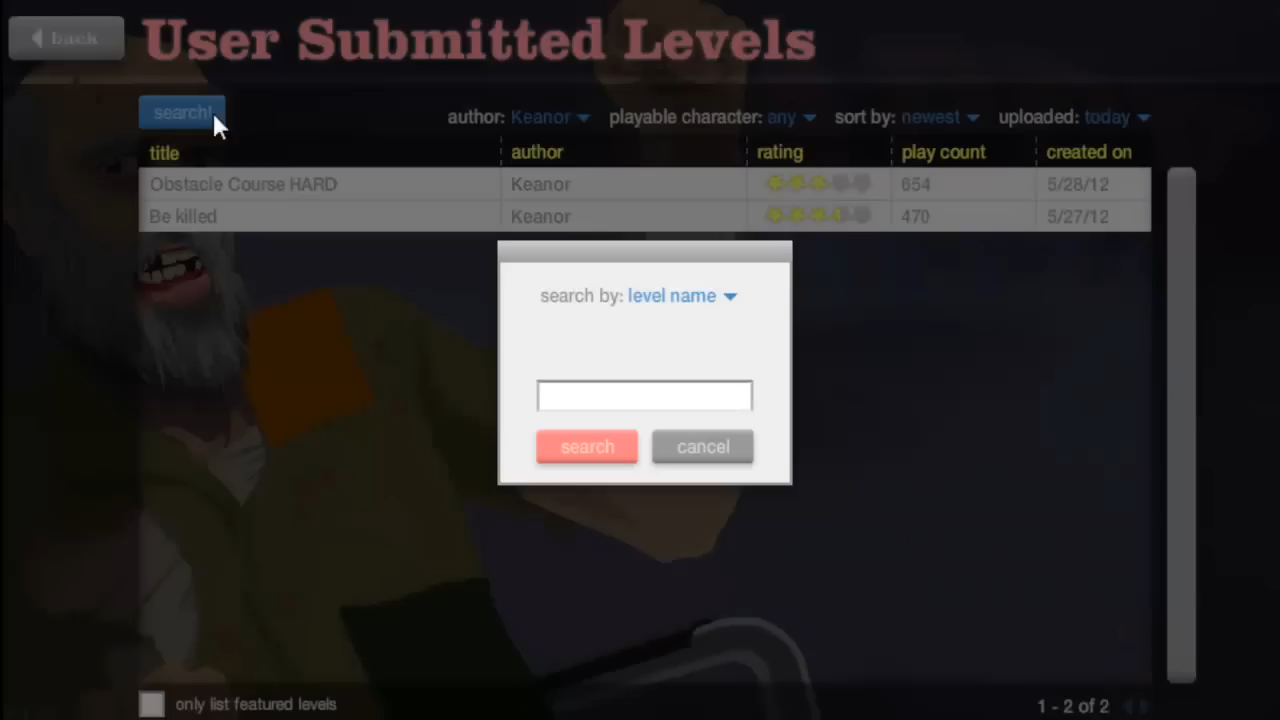 back
User Submitted Levels
search!
author: Keanor playable character: any sort by: newest uploaded: today
title author rating play count created on
Obstacle Course HARD Keanor 654 5/28/12
Be killed Keanor 470 5/27/12
search by: level name
search cancel
only list featured levels 1 - 2 of 2